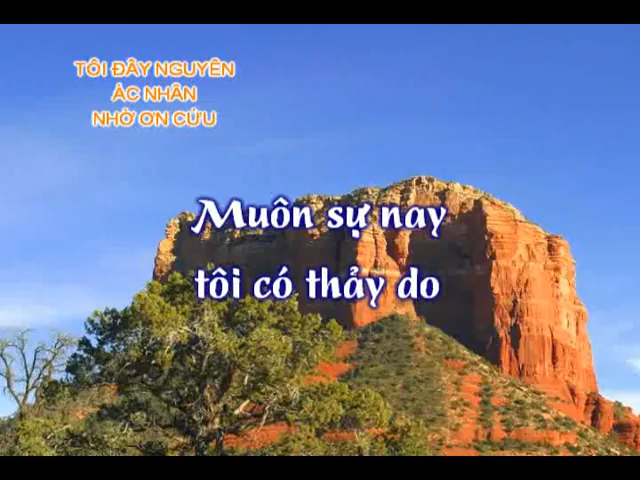 TÔI ĐÂY NGUYÊN
ÁC NHÂN
NHỜ ƠN CỨU
Muôn sự nay
tôi có thảy do